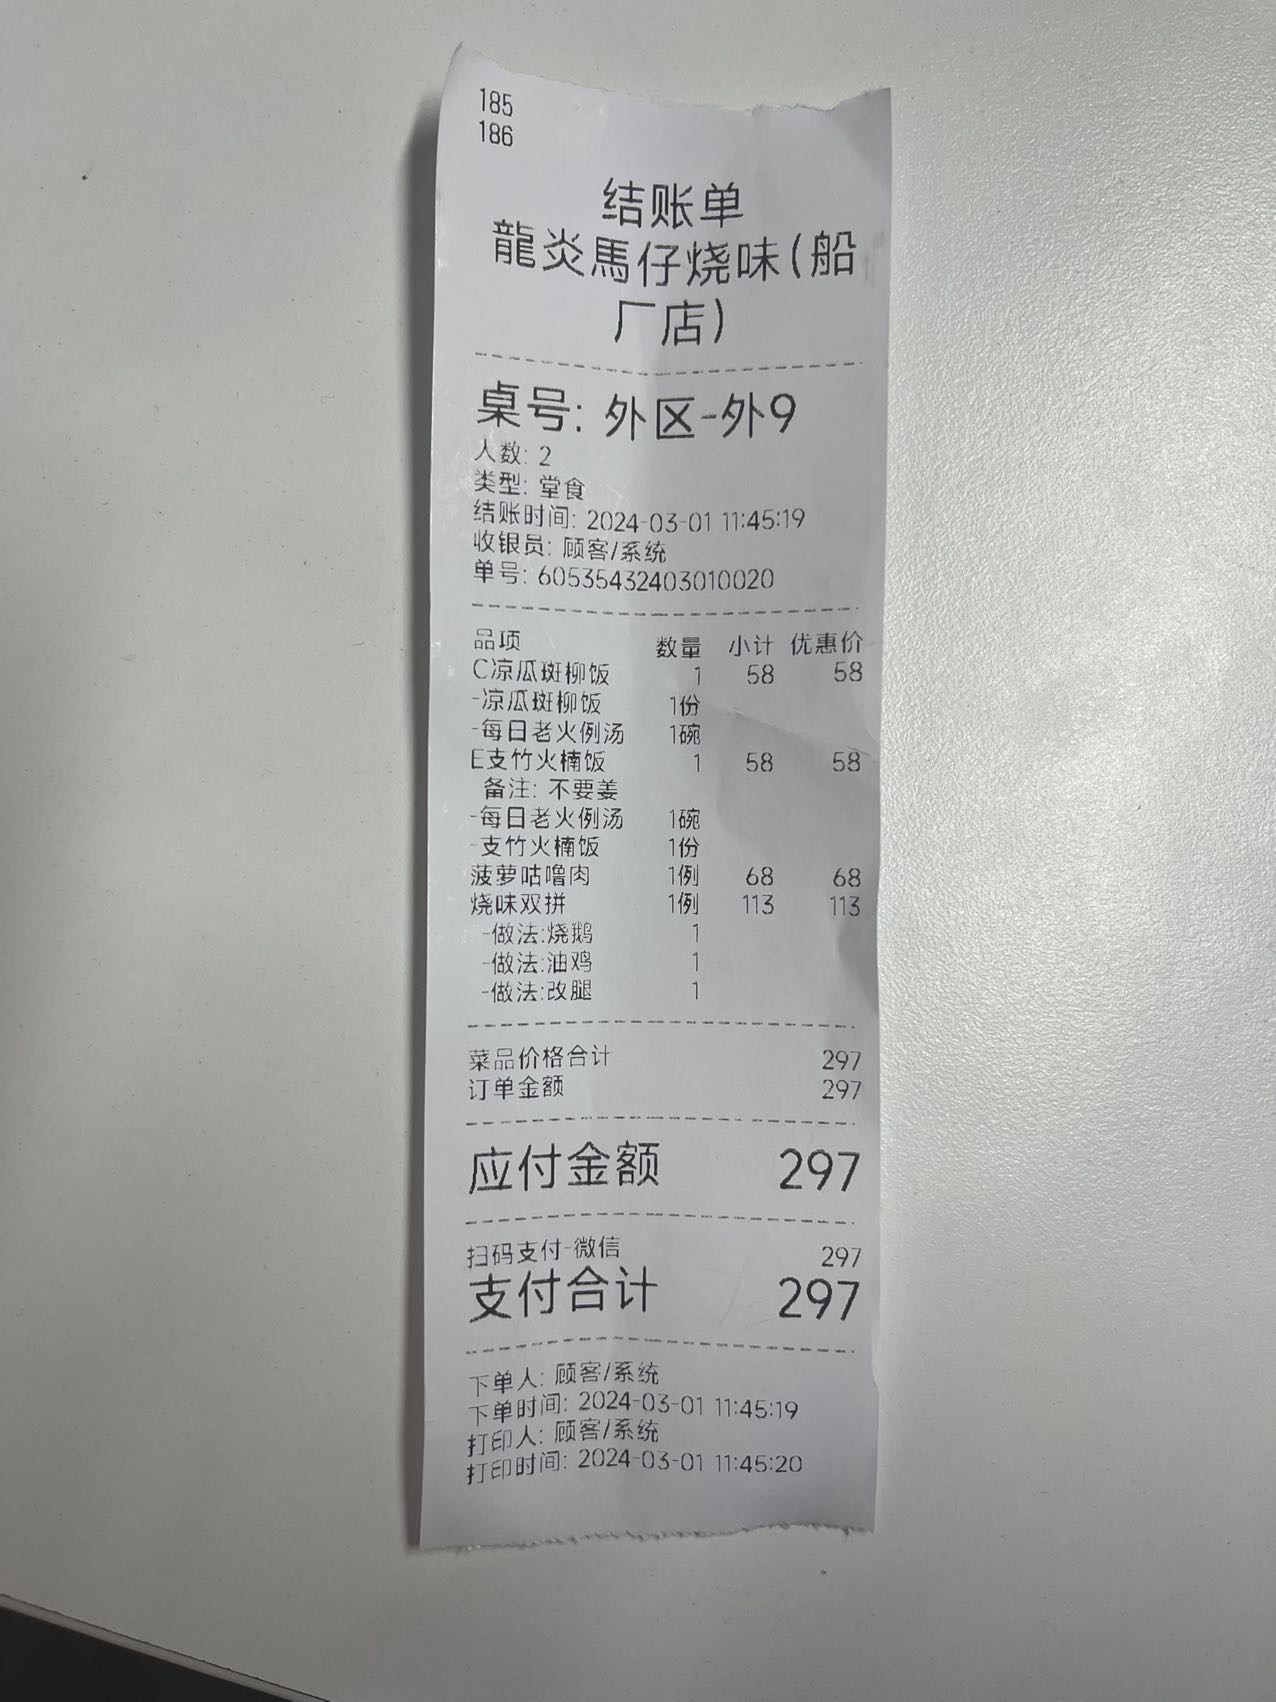 185
186
结账单
龍炎馬仔烧味(船
厂店)
桌号: 外区-外9
人数: 2
类型: 堂食
结账时间: 2024-03-01 11:45:19
收银员: 顾客/系统
单号: 605354324030100​20
品项 数量 小计 优惠价
C凉瓜斑柳饭 1 58 58
-凉瓜斑柳饭 1份
-每日老火例汤 1碗
E支竹火楠饭 1 58 58
备注: 不要姜
-每日老火例汤 1碗
-支竹火楠饭 1份
菠萝咕噜肉 1例 68 68
烧味双拼 1例 113 113
-做法:烧鹅 1
-做法:油鸡 1
-做法:改腿 1
菜品价格合计 297
订单金额 297
应付金额 297
扫码支付-微信 297
支付合计 297
下单人: 顾客/系统
下单时间: 2024-03-01 11:45:19
打印人: 顾客/系统
打印时间: 2024-03-01 11:45:20